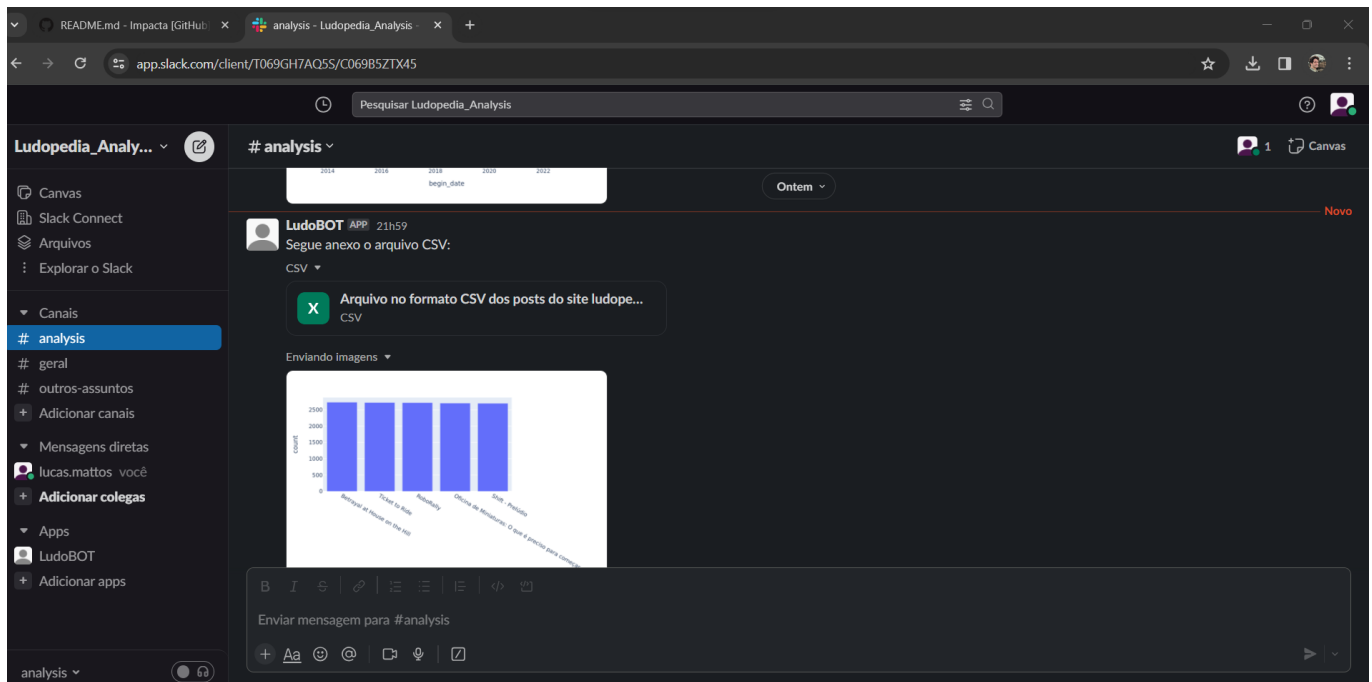 README.md - Impacta [GitHub
analysis - Ludopedia_Analysis -
app.slack.com/client/T069GH7AQ5S/C069B5ZTX45
Pesquisar Ludopedia_Analysis
Ludopedia_Analy...
# analysis
1
Canvas
Canvas
Slack Connect
Arquivos
Explorar o Slack
Canais
# analysis
# geral
# outros-assuntos
+ Adicionar canais
Mensagens diretas
lucas.mattos você
+ Adicionar colegas
Apps
LudoBOT
+ Adicionar apps
analysis
2014 2016 2018 2020 2022
begin_date
Ontem
Novo
LudoBOT APP 21h59
Segue anexo o arquivo CSV:
CSV
X
Arquivo no formato CSV dos posts do site ludope...
CSV
Enviando imagens
2500
2000
1500
1000
500
0
count
Betrayal at House on the Hill
Ticket to Ride
RoboRally
Oficina de Miniaturas. O que é preciso para começar
Shift - Prelúdio
B I S
Enviar mensagem para #analysis
+ Aa @